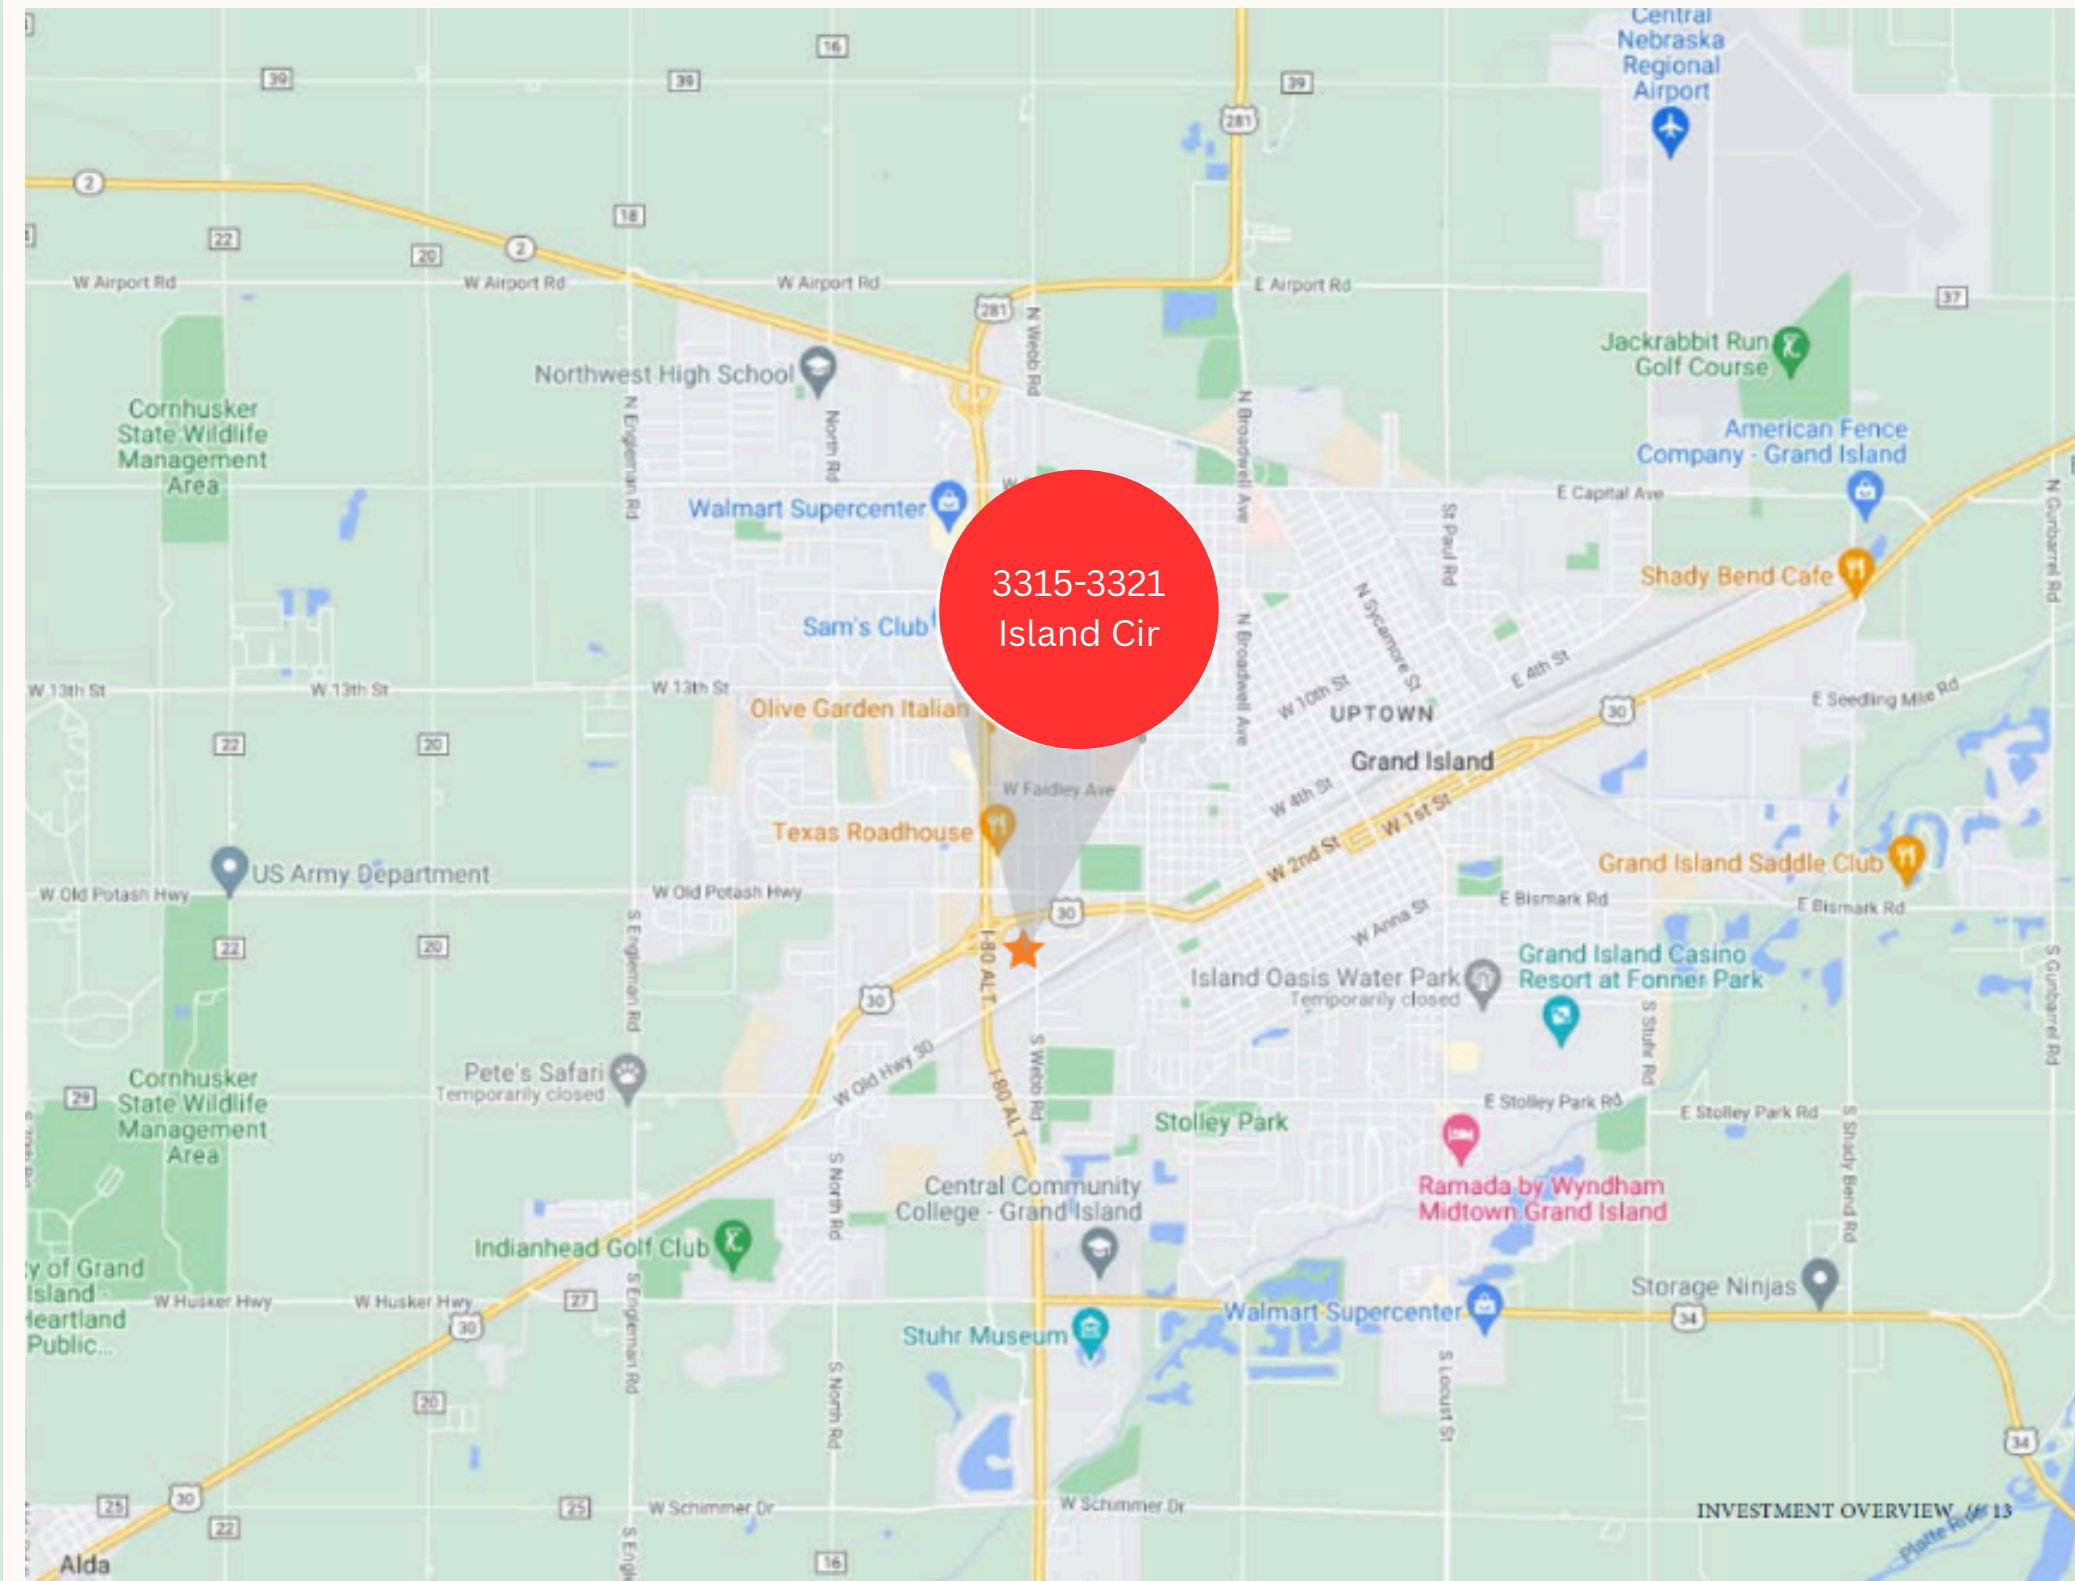 Central
Nebraska
Regional
Airport
16
39
39
39
281
2
18
22
2
20
W Airport Rd
W Airport Rd
W Airport Rd
E Airport Rd
37
281
N Webb Rd
Jackrabbit Run
Golf Course
Northwest High School
Cornhusker
State Wildlife
Management
Area
N Engleman Rd
North Rd
N Broadwell Ave
American Fence
Company - Grand Island
Walmart Supercenter
E Capital Ave
St Paul Rd
N Gunbarrel Rd
3315-3321
Island Cir
Shady Bend Cafe
Sam's Club
N Broadwell Ave
N Sycamore St
E 4th St
W 13th St
W 13th St
W 13th St
W 10th St
E Seedling Mile Rd
Olive Garden Italian
UPTOWN
30
22
20
Grand Island
W Faidley Ave
W 4th St
W 1st St
Texas Roadhouse
W 2nd St
Grand Island Saddle Club
US Army Department
W Old Potash Hwy
W Old Potash Hwy
E Bismark Rd
E Bismark Rd
30
W Anna St
22
20
S Engleman Rd
I-80 ALT
Grand Island Casino
Resort at Fonner Park
Island Oasis Water Park
Temporarily closed
30
S Stuhr Rd
S Gunbarrel Rd
W Old Hwy 30
S Webb Rd
Pete's Safari
Temporarily closed
I-80 ALT
29
Cornhusker
State Wildlife
Management
Area
Stolley Park
E Stolley Park Rd
E Stolley Park Rd
S Shady Bend Rd
S North Rd
Central Community
College - Grand Island
Ramada by Wyndham
Midtown Grand Island
Indianhead Golf Club
y of Grand
Island -
Heartland
Public...
W Husker Hwy
W Husker Hwy
27
30
S Engleman Rd
Storage Ninjas
Walmart Supercenter
34
Stuhr Museum
S North Rd
S Locust St
20
34
30
25
22
25
W Schimmer Dr
W Schimmer Dr
S Engl
16
Alda
INVESTMENT OVERVIEW 13
Platte River